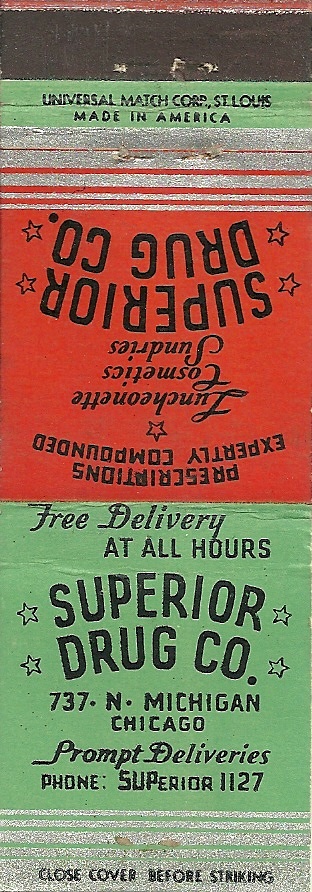 UNIVERSAL MATCH CORP., ST. LOUIS
MADE IN AMERICA
PRESCRIPTIONS
EXPERTLY COMPOUNDED
Luncheonette
Cosmetics
Sundries
SUPERIOR
DRUG CO.
Free Delivery
AT ALL HOURS
SUPERIOR
DRUG CO.
737. N. MICHIGAN
CHICAGO
Prompt Deliveries
PHONE: SUPERIOR 1127
CLOSE COVER BEFORE STRIKING